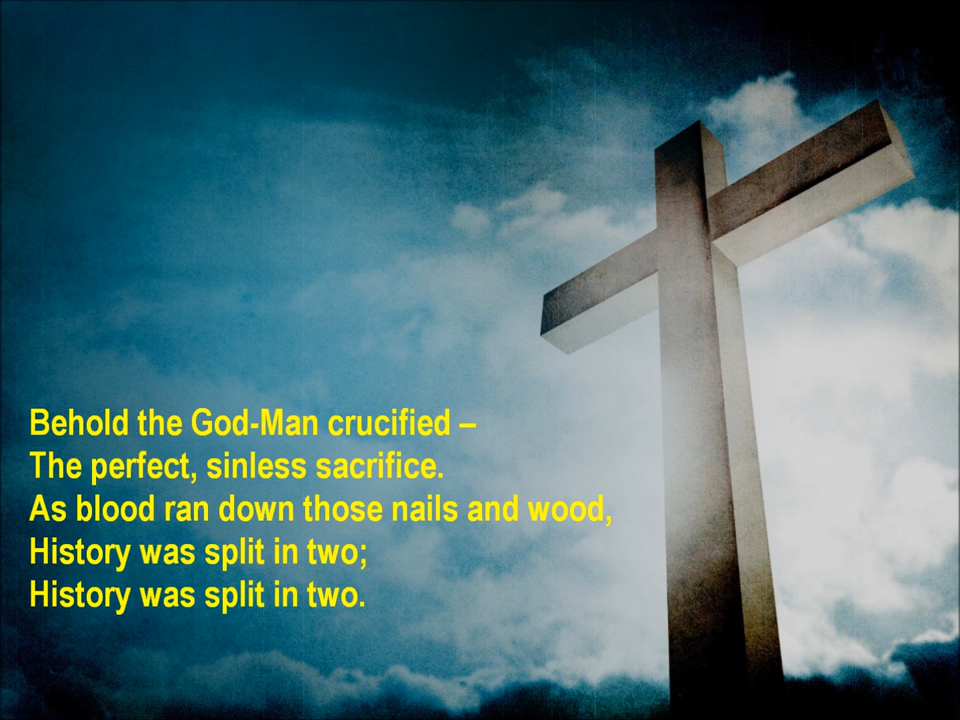 Behold the God-Man crucified –
The perfect, sinless sacrifice.
As blood ran down those nails and wood,
History was split in two;
History was split in two.